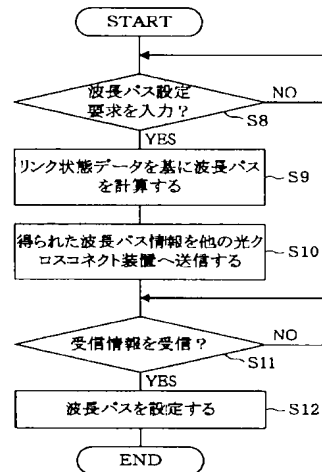 START
波長パス設定
要求を入力？
NO
S8
YES
リンク状態データを基に波長パス
を計算する
S9
得られた波長パス情報を他の光ク
ロスコネクト装置へ送信する
S10
受信情報を受信？
NO
S11
YES
波長パスを設定する
S12
END